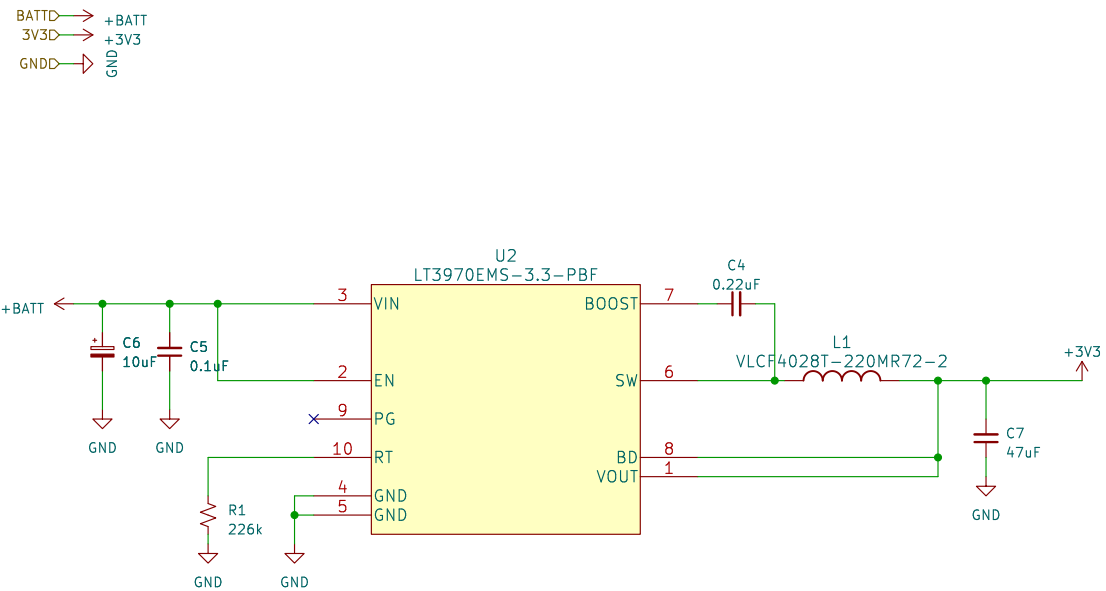 BATT
+BATT
3V3
+3V3
GND
GND
U2
LT3970EMS-3.3-PBF
C4
0.22uF
3
VIN
BOOST
7
+BATT
C6
10uF
C5
0.1uF
L1
VLCF4028T-220MR72-2
+3V3
2
EN
SW
6
9
PG
10
RT
BD
8
VOUT
1
C7
47uF
GND
GND
4
GND
5
GND
R1
226k
GND
GND
GND